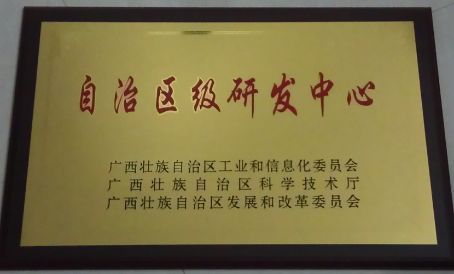 自治区级研发中心
广西壮族自治区工业和信息化委员会
广西壮族自治区科学技术厅
广西壮族自治区发展和改革委员会